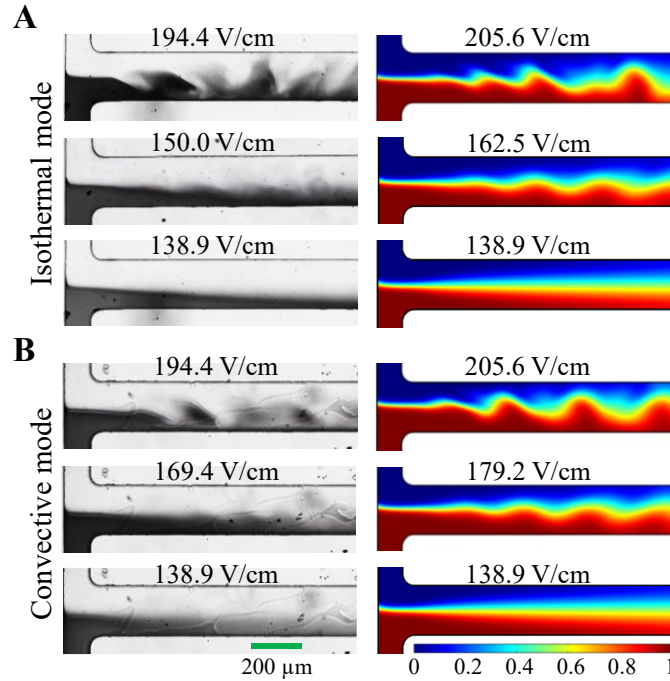 A
Isothermal mode
194.4 V/cm
205.6 V/cm
150.0 V/cm
162.5 V/cm
138.9 V/cm
138.9 V/cm
B
Convective mode
194.4 V/cm
205.6 V/cm
169.4 V/cm
179.2 V/cm
138.9 V/cm
138.9 V/cm
200 µm
0 0.2 0.4 0.6 0.8 1